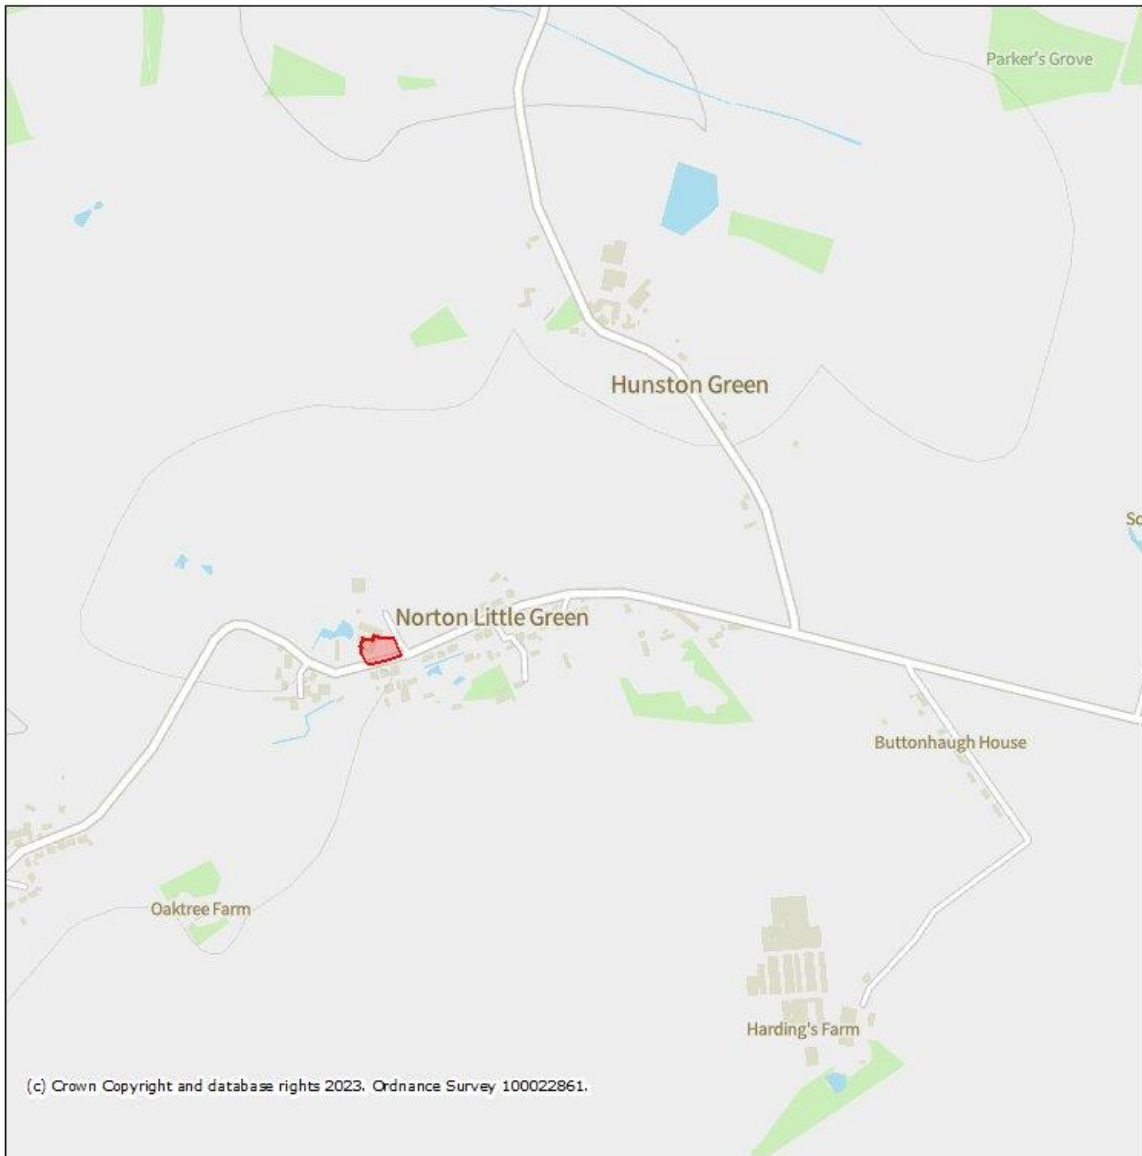 Parker's Grove
Hunston Green
So
Norton Little Green
Buttonhaugh House
Oaktree Farm
Harding's Farm
(c) Crown Copyright and database rights 2023. Ordnance Survey 100022861.